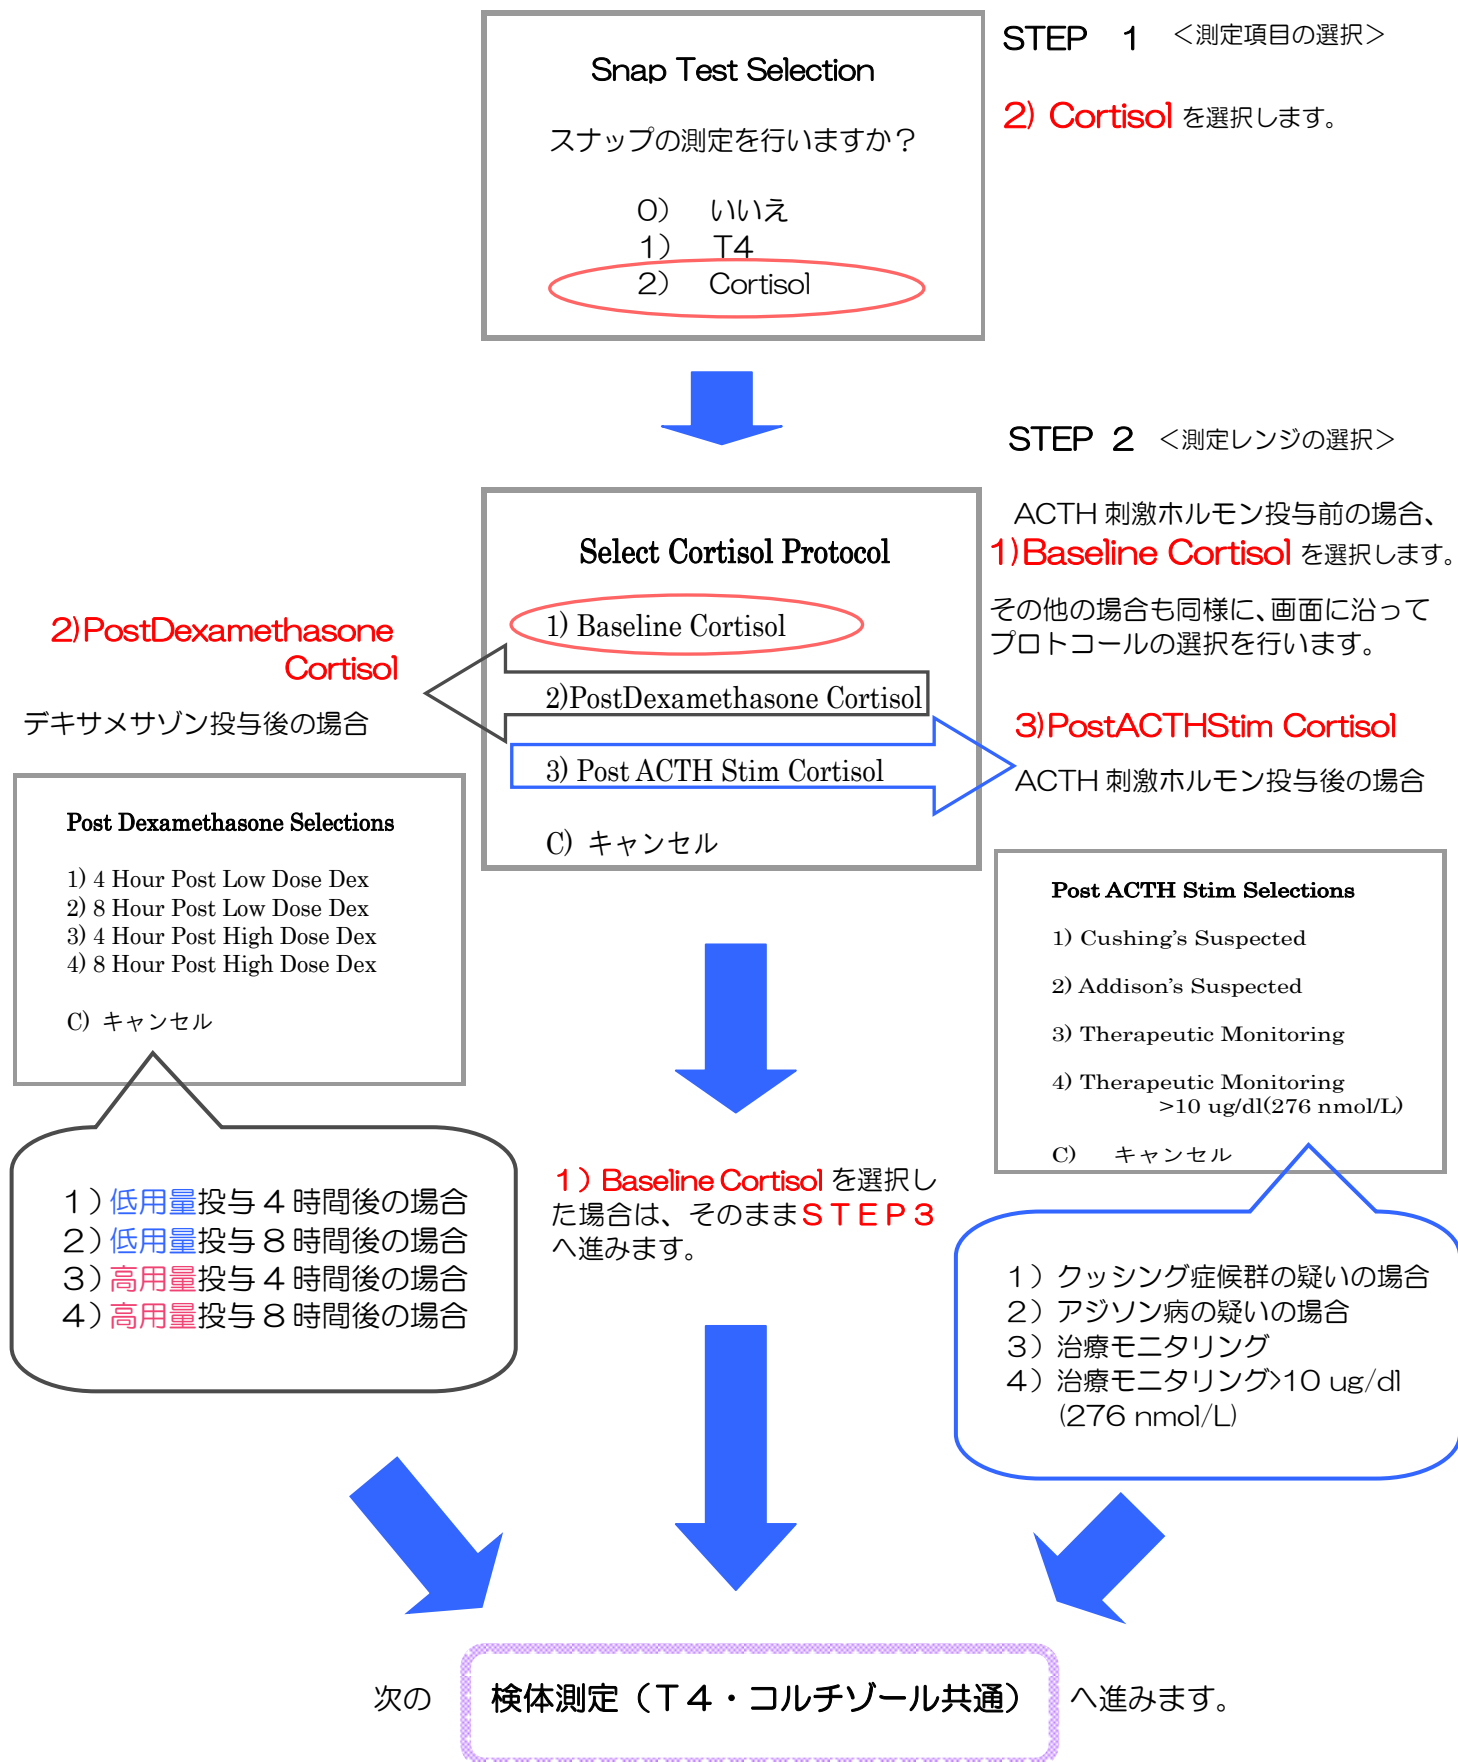 Snap Test Selection
スナップの測定を行いますか？
0）　いいえ
1）　T4
2）　Cortisol
STEP　1　＜測定項目の選択＞
2) Cortisol を選択します。
STEP 2　＜測定レンジの選択＞
ACTH 刺激ホルモン投与前の場合、
1)Baseline Cortisol を選択します。
その他の場合も同様に、画面に沿って
プロトコールの選択を行います。
Select Cortisol Protocol
1) Baseline Cortisol
2)PostDexamethasone Cortisol
3) Post ACTH Stim Cortisol
C) キャンセル
2)PostDexamethasone
Cortisol
デキサメサゾン投与後の場合
3)PostACTHStim Cortisol
ACTH 刺激ホルモン投与後の場合
Post Dexamethasone Selections
1) 4 Hour Post Low Dose Dex
2) 8 Hour Post Low Dose Dex
3) 4 Hour Post High Dose Dex
4) 8 Hour Post High Dose Dex
C) キャンセル
Post ACTH Stim Selections
1) Cushing's Suspected
2) Addison's Suspected
3) Therapeutic Monitoring
4) Therapeutic Monitoring
>10 ug/dl(276 nmol/L)
C)　キャンセル
１）低用量投与 4 時間後の場合
２）低用量投与 8 時間後の場合
３）高用量投与 4 時間後の場合
４）高用量投与 8 時間後の場合
１）Baseline Cortisol を選択し
た場合は、そのままＳＴＥＰ３
へ進みます。
１）クッシング症候群の疑いの場合
２）アジソン病の疑いの場合
３）治療モニタリング
４）治療モニタリング>10 ug/dl
(276 nmol/L)
次の　検体測定（Ｔ４・コルチゾール共通）　へ進みます。